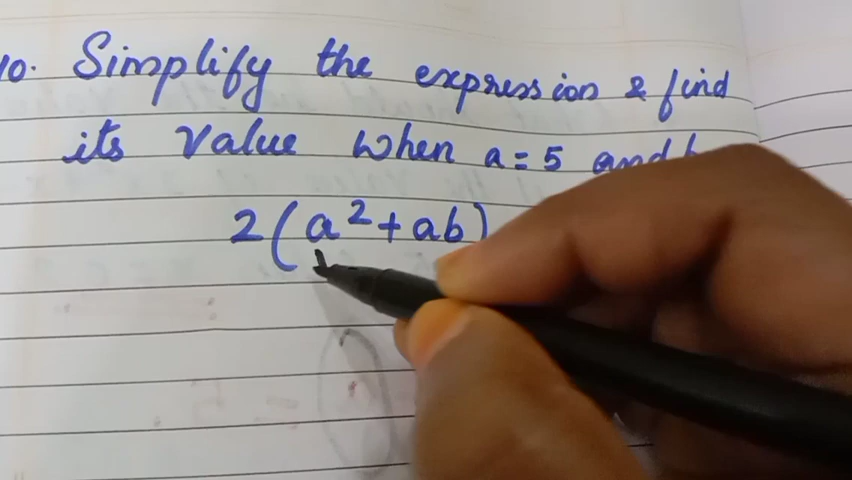 10. Simplify the expression & find
its value when a = 5 and
2(a² + ab)